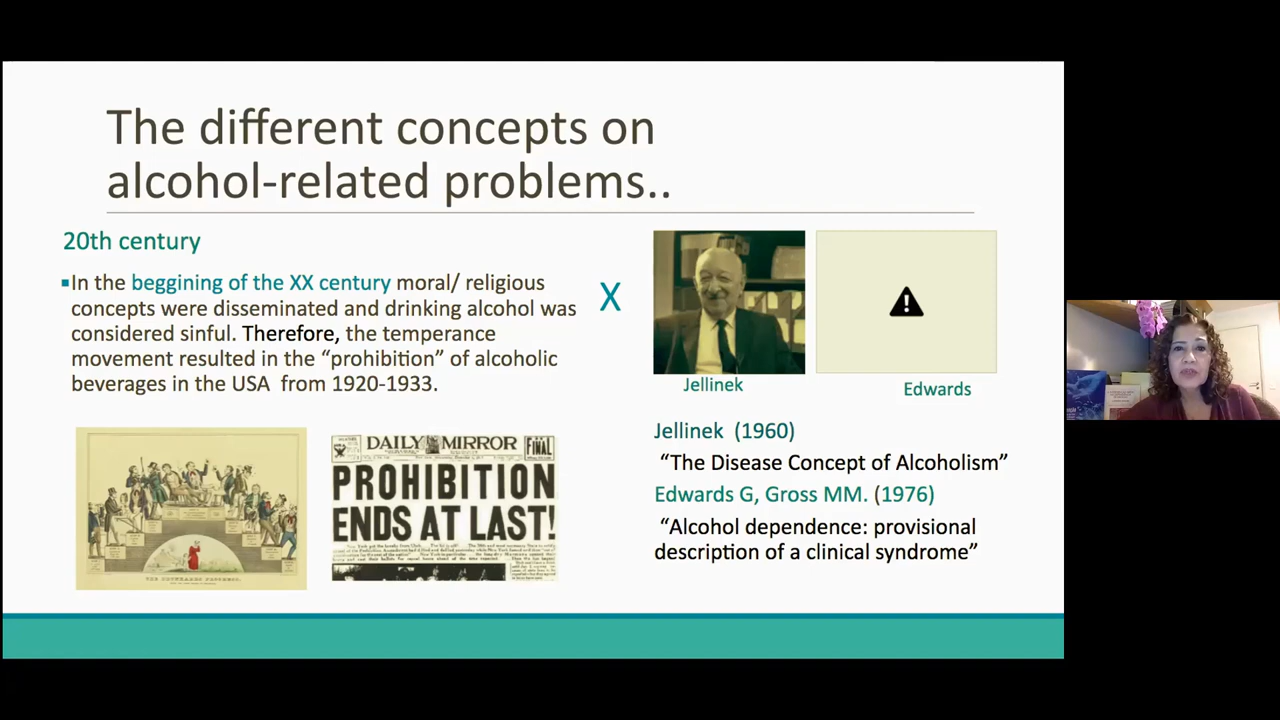 The different concepts on
alcohol-related problems..
20th century
▪In the beggining of the XX century moral/ religious
concepts were disseminated and drinking alcohol was
considered sinful. Therefore, the temperance
movement resulted in the “prohibition” of alcoholic
beverages in the USA from 1920-1933.
X
Jellinek
Edwards
Jellinek (1960)
“The Disease Concept of Alcoholism”
Edwards G, Gross MM. (1976)
“Alcohol dependence: provisional
description of a clinical syndrome”
THE DRUNKARDS PROGRESS.
DAILY MIRROR
FINAL
PROHIBITION
ENDS AT LAST!